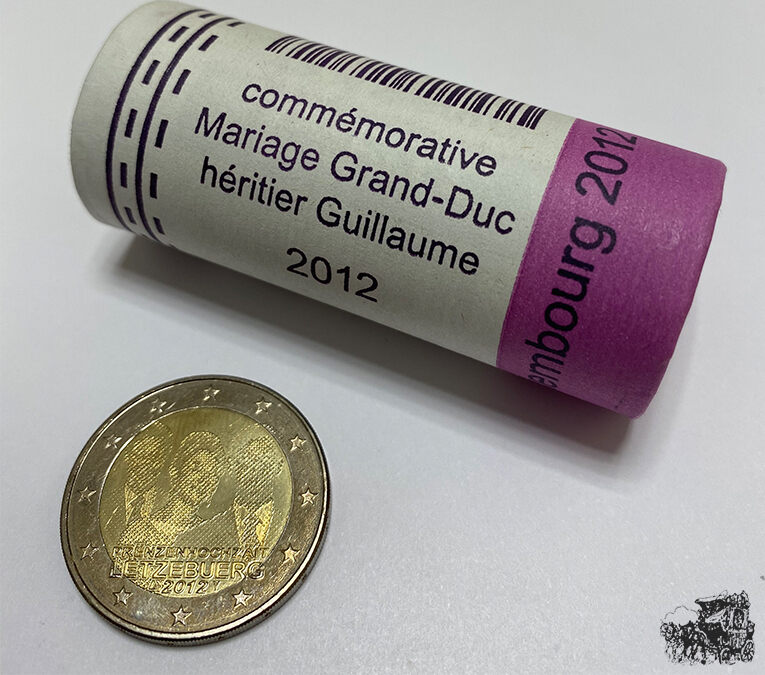 commémorative
Mariage Grand-Duc
héritier Guillaume
2012
embourg 2012
PRËNZENHOCHZÄIT
LËTZEBUERG
2012